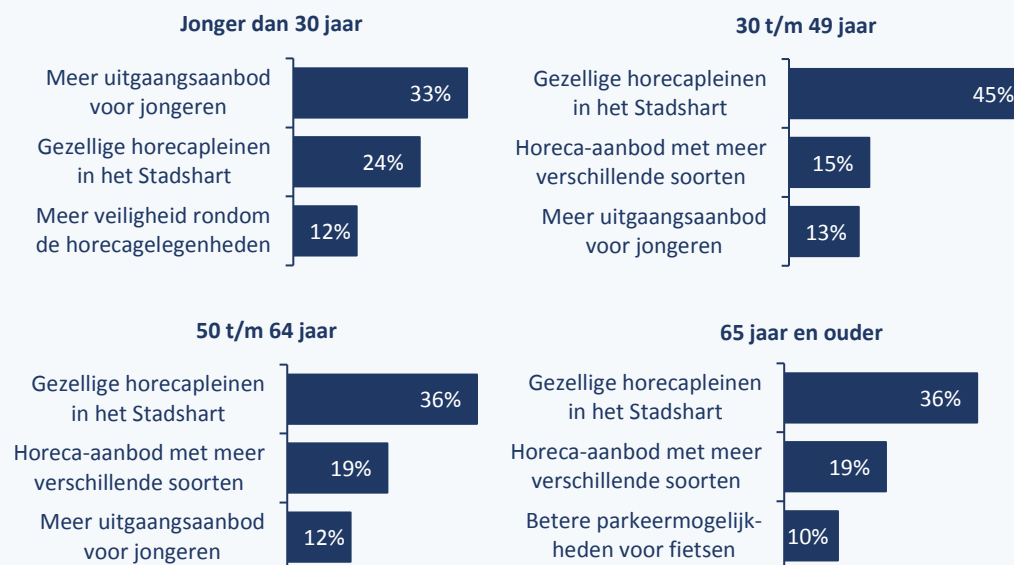 Jonger dan 30 jaar
Meer uitgaangsaanbod
voor jongeren
33%
Gezellige horecapleinen
in het Stadshart
24%
Meer veiligheid rondom
de horecagelegenheden
12%
30 t/m 49 jaar
Gezellige horecapleinen
in het Stadshart
45%
Horeca-aanbod met meer
verschillende soorten
15%
Meer uitgaangsaanbod
voor jongeren
13%
50 t/m 64 jaar
Gezellige horecapleinen
in het Stadshart
36%
Horeca-aanbod met meer
verschillende soorten
19%
Meer uitgaangsaanbod
voor jongeren
12%
65 jaar en ouder
Gezellige horecapleinen
in het Stadshart
36%
Horeca-aanbod met meer
verschillende soorten
19%
Betere parkeermogelijk-
heden voor fietsen
10%